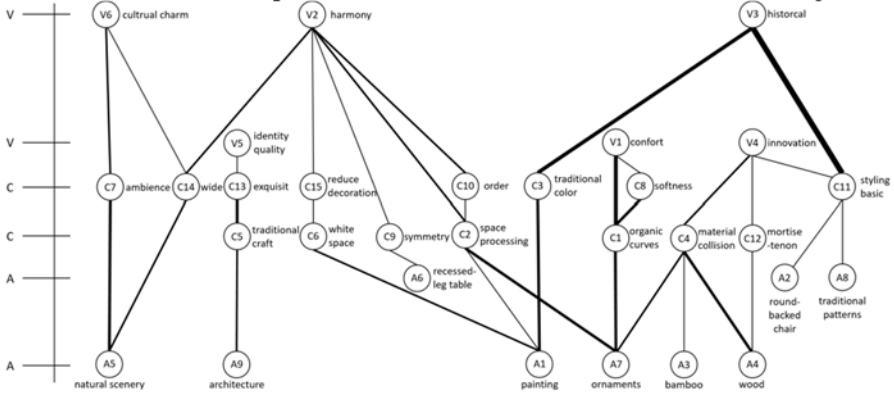 V V6 cultrual charm V2 harmony V3 historcal
V V5 identity
quality V1 confort V4 innovation
C C7 ambience C14 wide C13 exquisit C15 reduce
decoration C10 order C3 traditional
color C8 softness C11 styling
basic
C C5 traditional
craft C6 white
space C9 symmetry C2 space
processing C1 organic
curves C4 material
collision C12 mortise
-tenon
A A6 recessed-
leg table A2 A8
round-
backed
chair
traditional
patterns
A A5 A9 A1 A7 A3 A4
natural scenery architecture painting ornaments bamboo wood